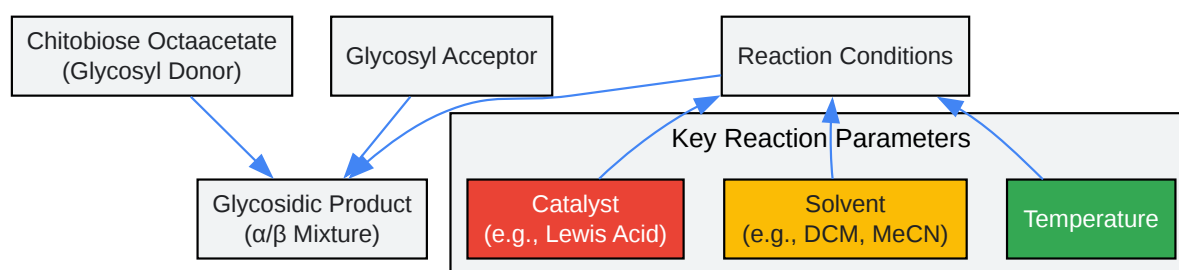 Chitobiose Octaacetate
(Glycosyl Donor)
Glycosyl Acceptor
Reaction Conditions
Key Reaction Parameters
Glycosidic Product
(α/β Mixture)
Catalyst
(e.g., Lewis Acid)
Solvent
(e.g., DCM, MeCN)
Temperature